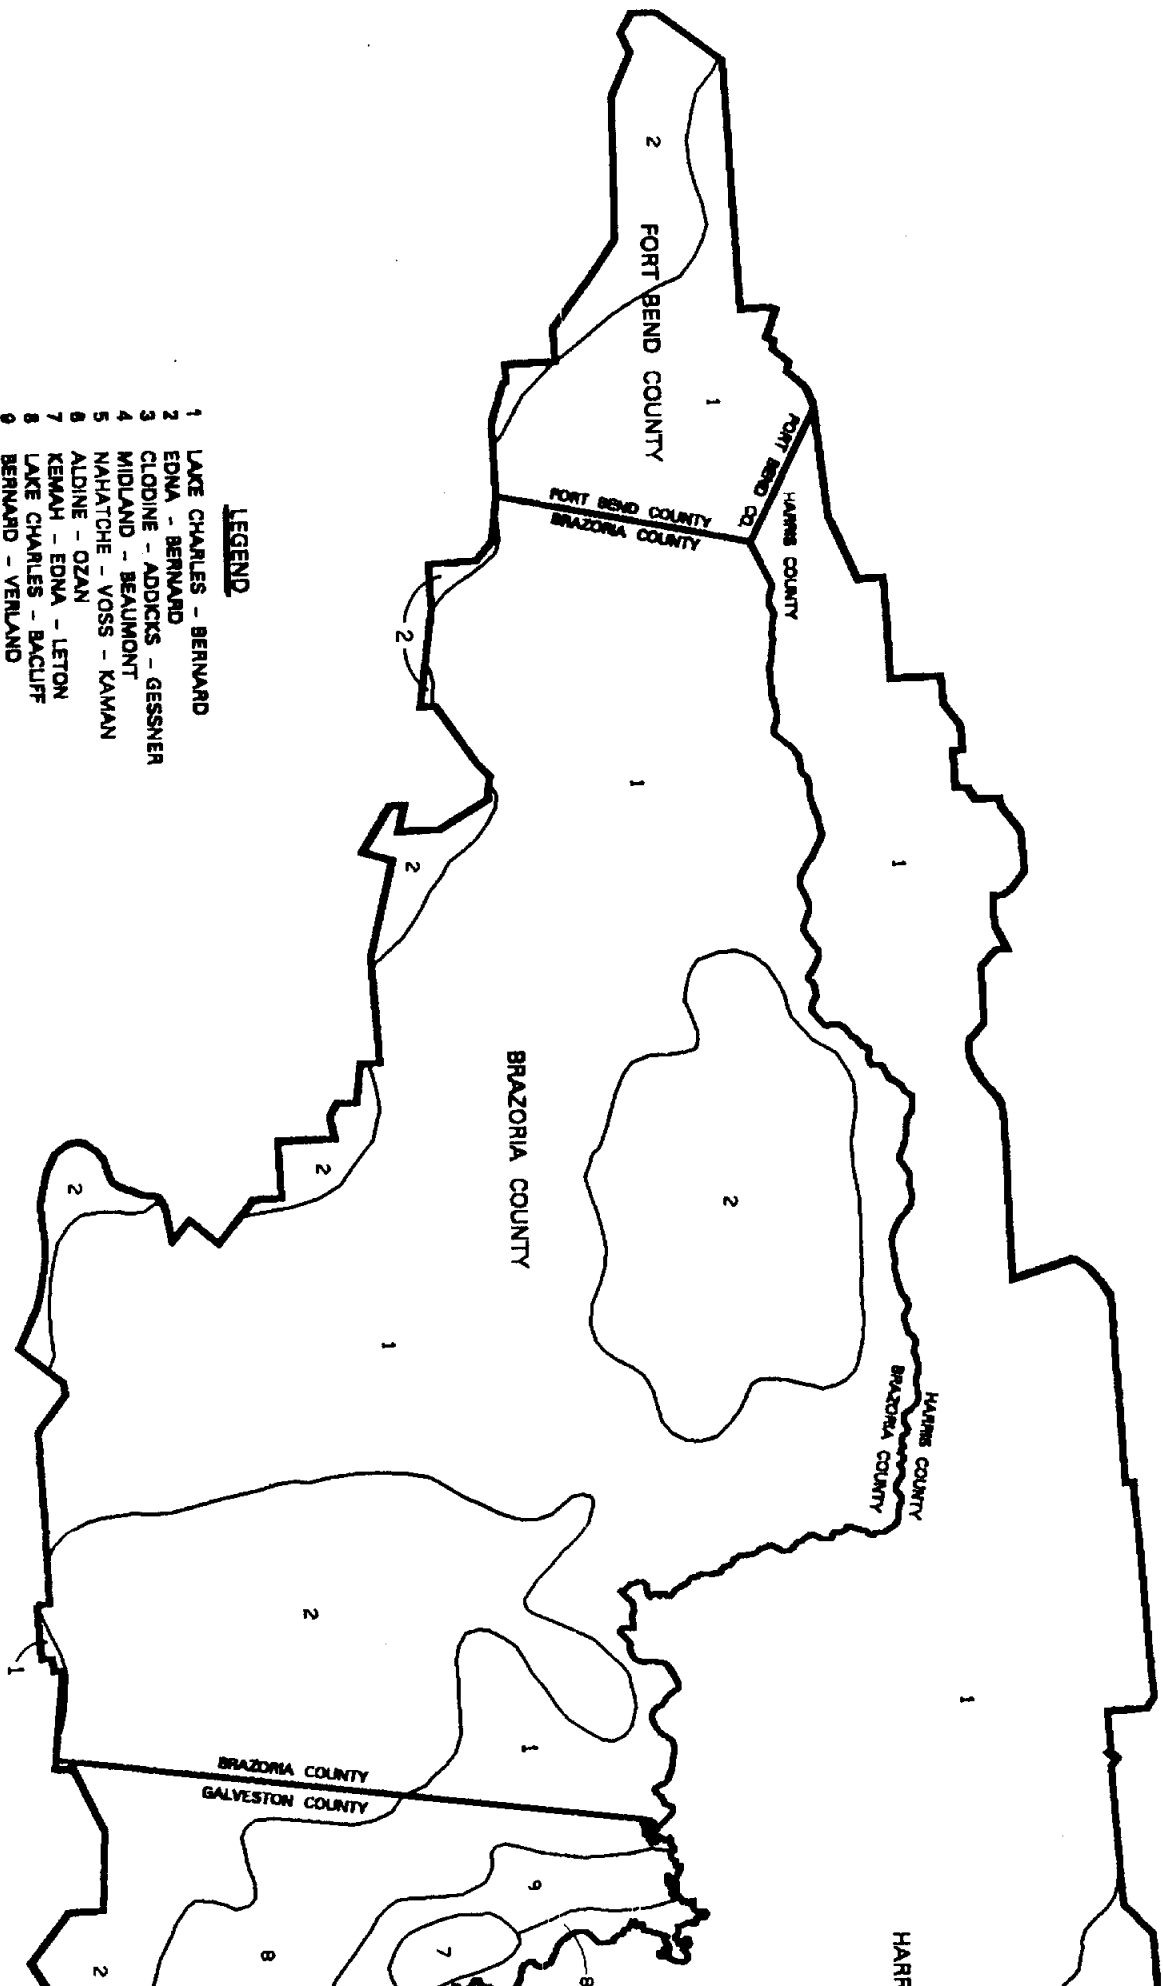 2
FORT BEND COUNTY
1
FORT BEND CO.
HARRIS COUNTY
FORT BEND COUNTY
BRAZORIA COUNTY
2
1
1
2
2
BRAZORIA COUNTY
2
2
1
HARRIS COUNTY
BRAZORIA COUNTY
2
1
1
1
BRAZORIA COUNTY
GALVESTON COUNTY
9
7
8
8
2
HARR
LEGEND
1 LAKE CHARLES - BERNARD
2 EDNA - BERNARD
3 CLODINE - ADDICKS - GESSNER
4 MIDLAND - BEAUMONT
5 NAHATCHE - VOSS - KAMAN
6 ALDINE - OZAN
7 KEMAH - EDNA - LETON
8 LAKE CHARLES - BACLIFF
9 BERNARD - VERLAND